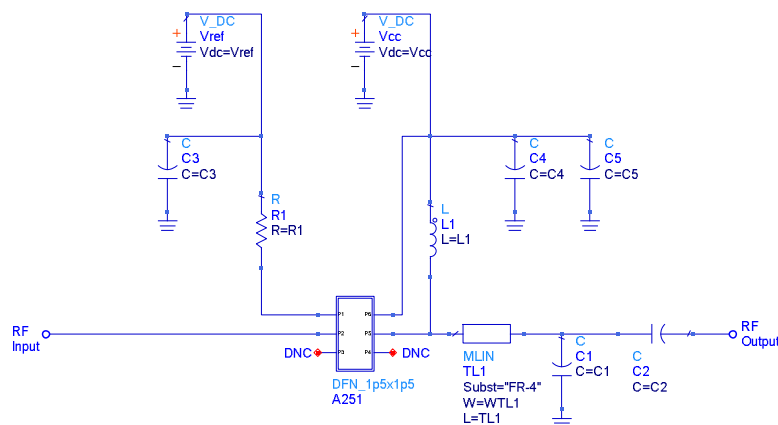 V_DC
Vref
Vdc=Vref
+
−
V_DC
Vcc
Vdc=Vcc
+
−
C
C3
C=C3
C
C4
C=C4
C
C5
C=C5
R
R1
R=R1
L
L1
L=L1
P1
P2
P3
P6
P5
P4
RF
Input
DNC
DNC
DFN_1p5x1p5
A251
MLIN
TL1
Subst="FR-4"
W=WTL1
L=TL1
C
C1
C=C1
C
C2
C=C2
RF
Output